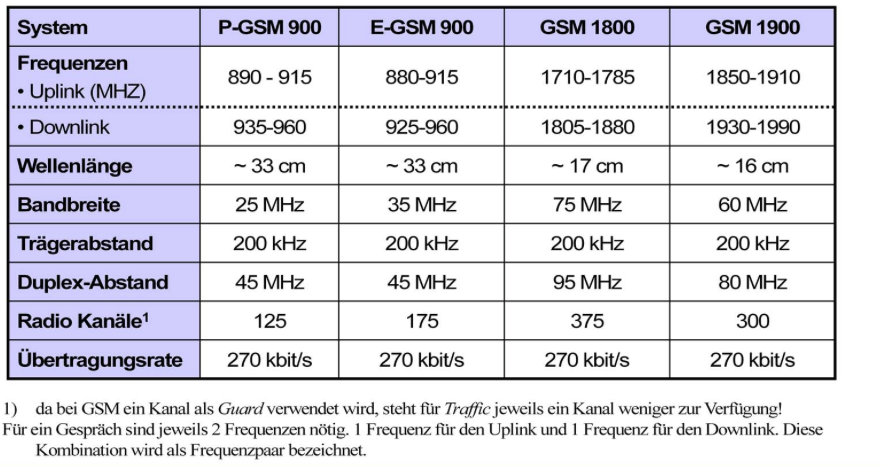 System P-GSM 900 E-GSM 900 GSM 1800 GSM 1900
Frequenzen
• Uplink (MHZ) 890 - 915 880-915 1710-1785 1850-1910
• Downlink 935-960 925-960 1805-1880 1930-1990
Wellenlänge ~ 33 cm ~ 33 cm ~ 17 cm ~ 16 cm
Bandbreite 25 MHz 35 MHz 75 MHz 60 MHz
Trägerabstand 200 kHz 200 kHz 200 kHz 200 kHz
Duplex-Abstand 45 MHz 45 MHz 95 MHz 80 MHz
Radio Kanäle¹ 125 175 375 300
Übertragungsrate 270 kbit/s 270 kbit/s 270 kbit/s 270 kbit/s
1) da bei GSM ein Kanal als Guard verwendet wird, steht für Traffic jeweils ein Kanal weniger zur Verfügung!
Für ein Gespräch sind jeweils 2 Frequenzen nötig. 1 Frequenz für den Uplink und 1 Frequenz für den Downlink. Diese
Kombination wird als Frequenzpaar bezeichnet.